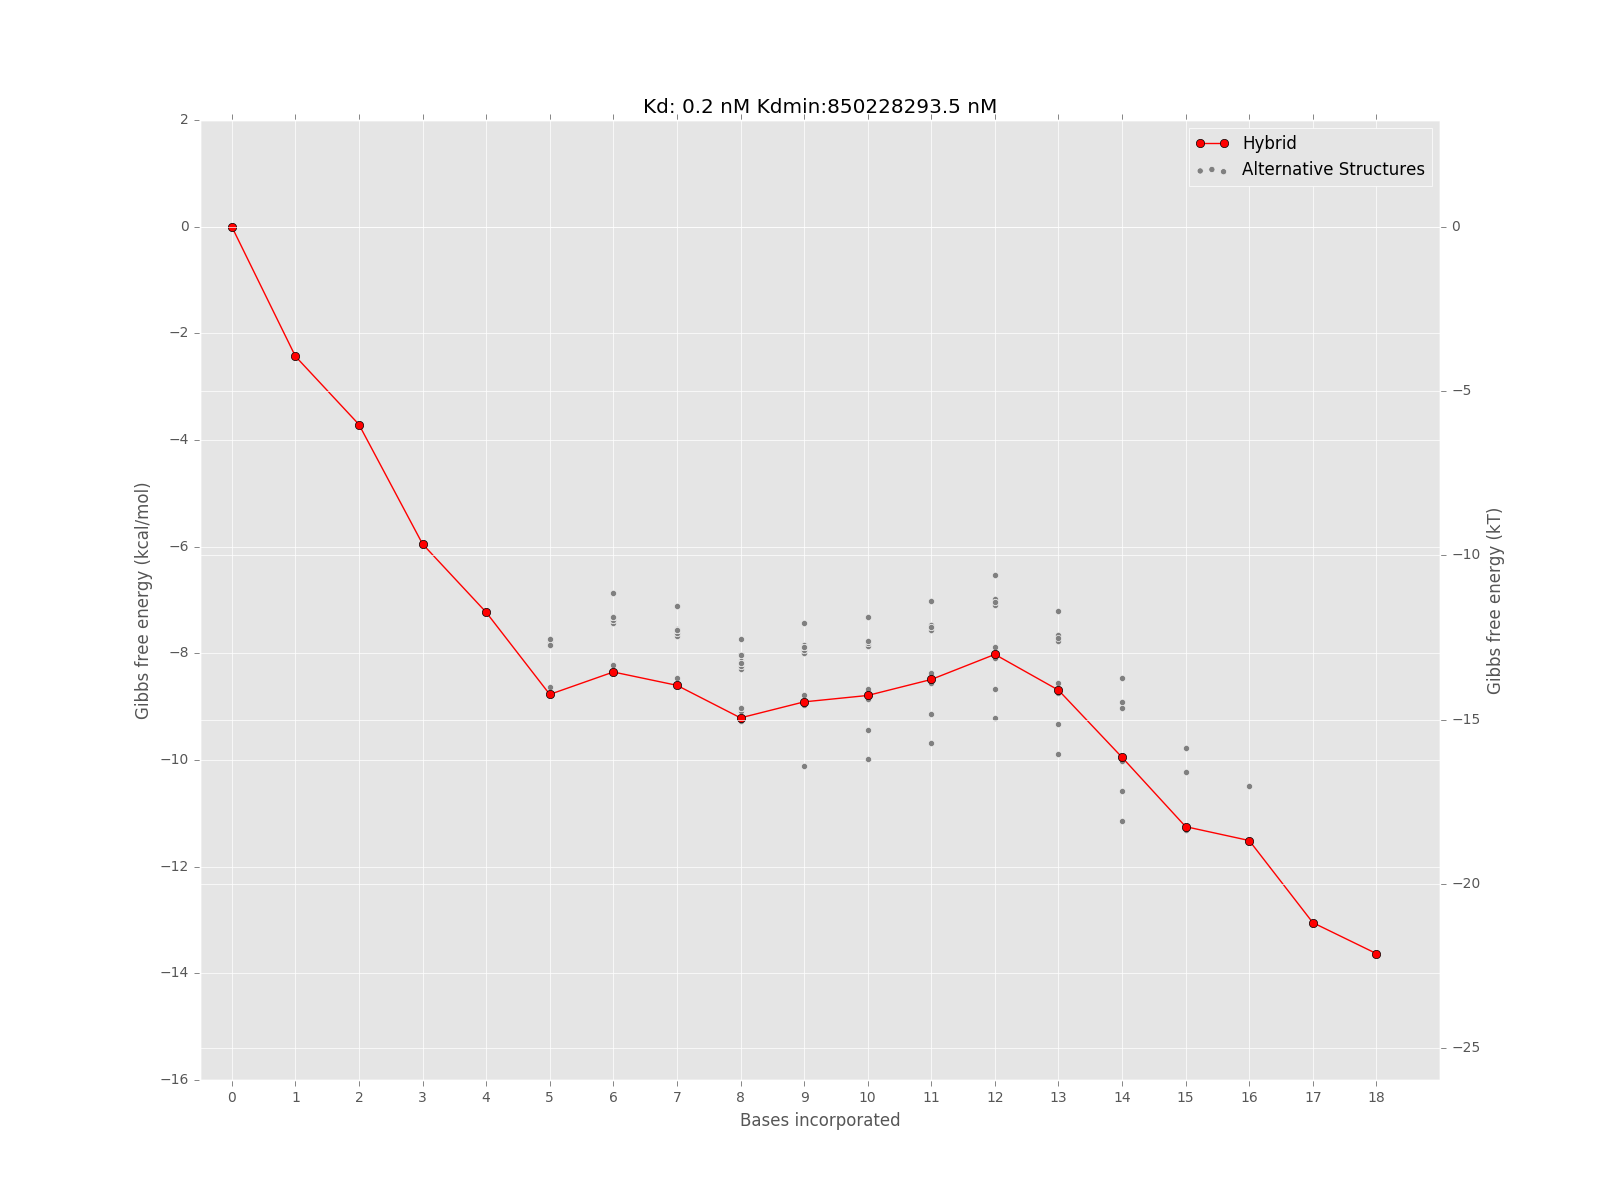 Kd: 0.2 nM Kdmin:850228293.5 nM
Hybrid
Alternative Structures
2
0
−2
−4
−6
−8
−10
−12
−14
−16
Gibbs free energy (kcal/mol)
0
−5
−10
−15
−20
−25
Gibbs free energy (kT)
0 1 2 3 4 5 6 7 8 9 10 11 12 13 14 15 16 17 18
Bases incorporated